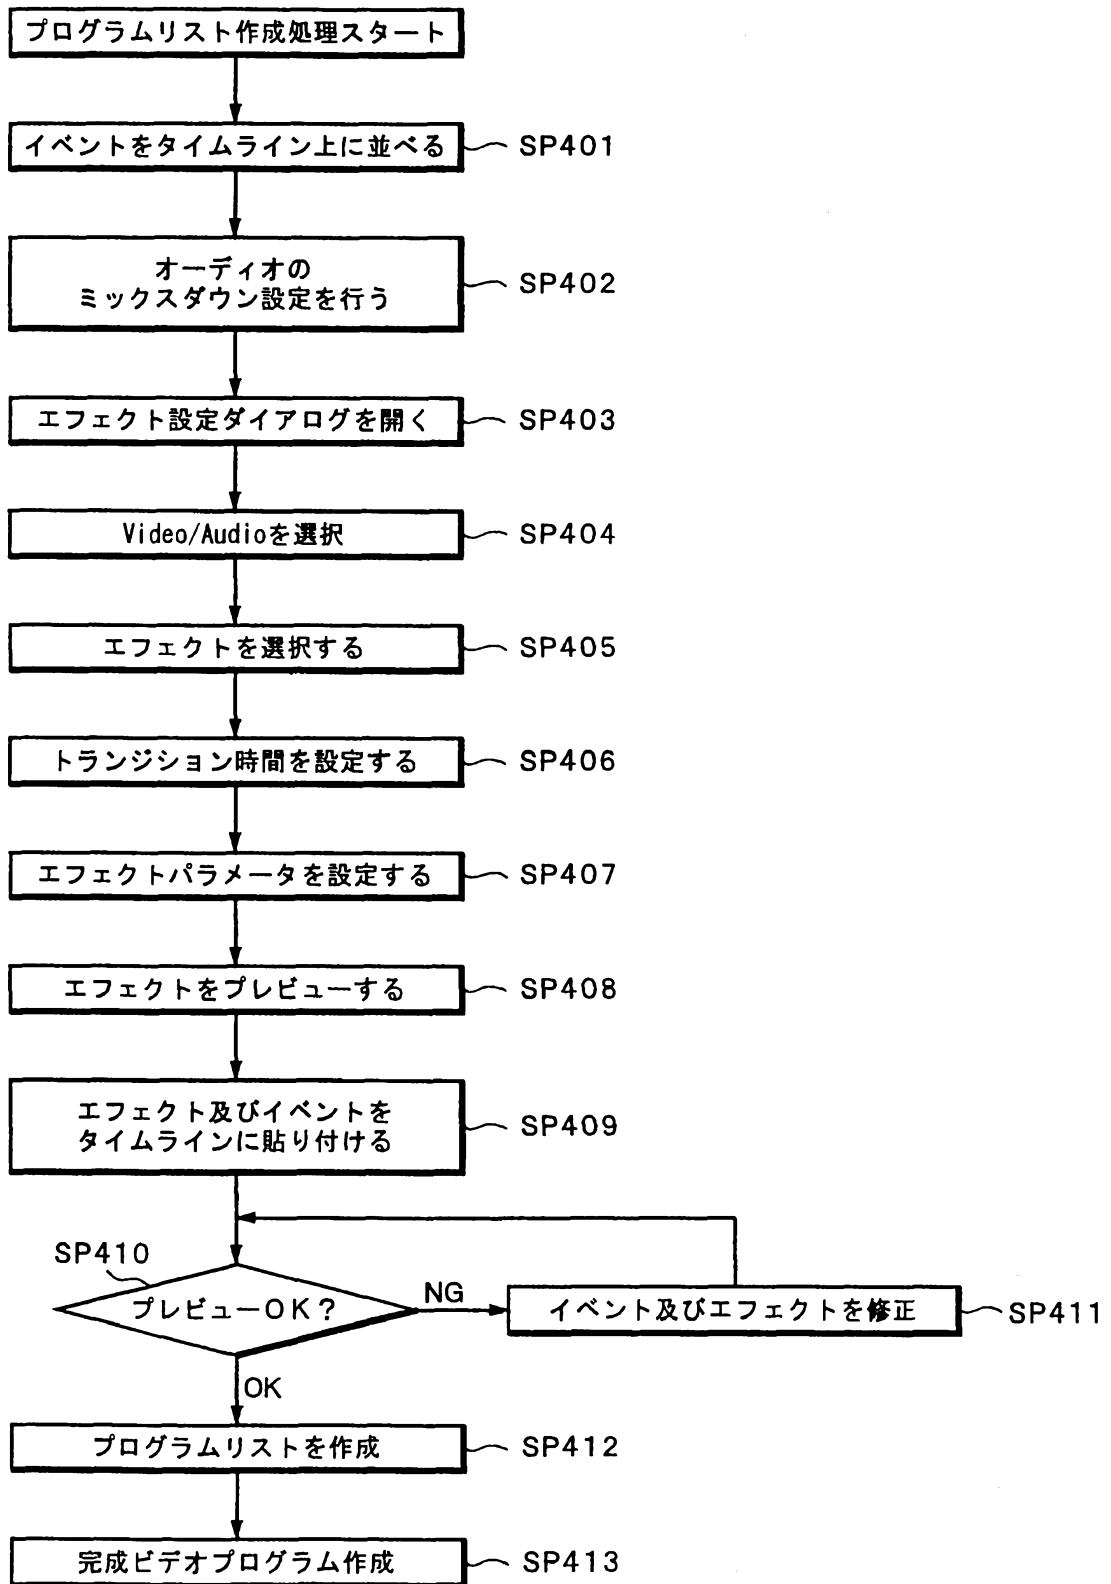 プログラムリスト作成処理スタート
イベントをタイムライン上に並べる
SP401
オーディオの
ミックスダウン設定を行う
SP402
エフェクト設定ダイアログを開く
SP403
Video/Audioを選択
SP404
エフェクトを選択する
SP405
トランジション時間を設定する
SP406
エフェクトパラメータを設定する
SP407
エフェクトをプレビューする
SP408
エフェクト及びイベントを
タイムラインに貼り付ける
SP409
SP410
プレビューOK?
NG
イベント及びエフェクトを修正
SP411
OK
プログラムリストを作成
SP412
完成ビデオプログラム作成
SP413